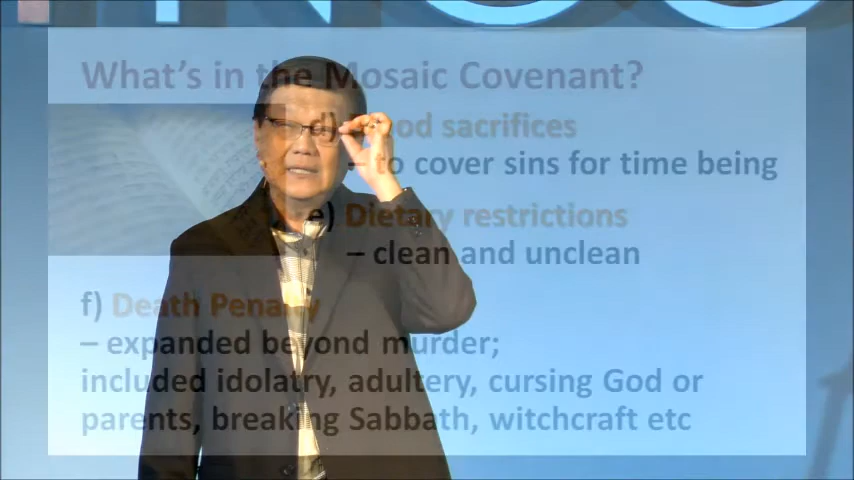 What's in the Mosaic Covenant?
d) Blood sacrifices
– to cover sins for time being
e) Dietary restrictions
– clean and unclean
f) Death Penalty
– expanded beyond murder;
included idolatry, adultery, cursing God or
parents, breaking Sabbath, witchcraft etc